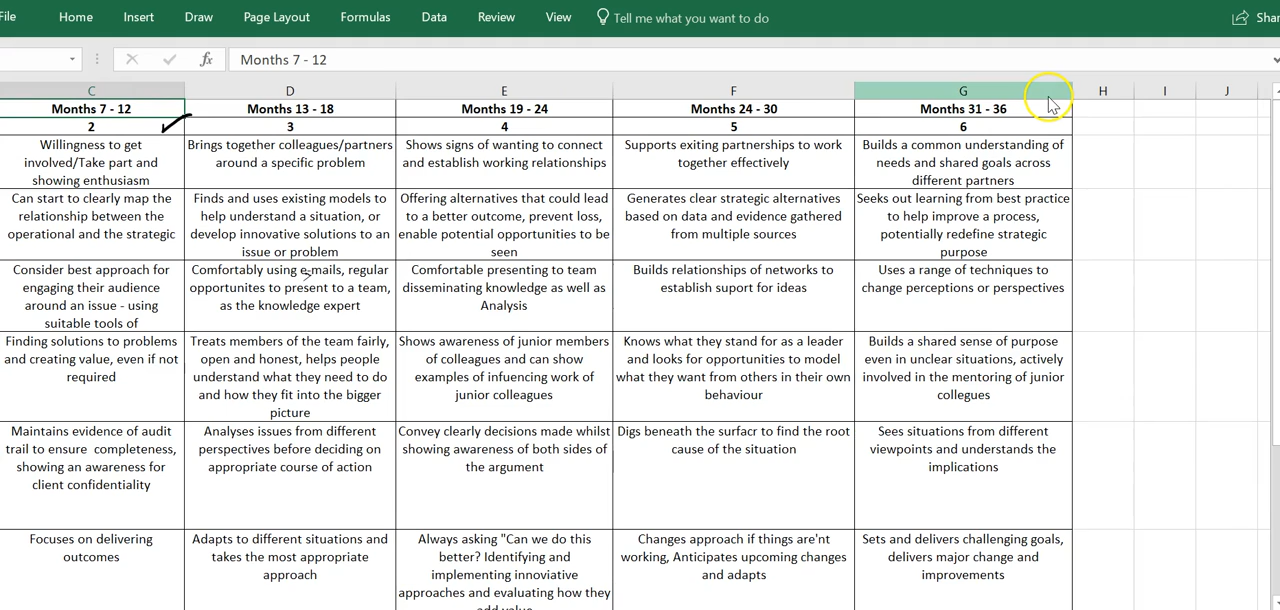 File Home Insert Draw Page Layout Formulas Data Review View Tell me what you want to do Shar
fx Months 7 - 12
C D E F G H I J
Months 7 - 12 Months 13 - 18 Months 19 - 24 Months 24 - 30 Months 31 - 36
2 3 4 5 6
Willingness to get
involved/Take part and
showing enthusiasm
Brings together colleagues/partners
around a specific problem
Shows signs of wanting to connect
and establish working relationships
Supports exiting partnerships to work
together effectively
Builds a common understanding of
needs and shared goals across
different partners
Can start to clearly map the
relationship between the
operational and the strategic
Finds and uses existing models to
help understand a situation, or
develop innovative solutions to an
issue or problem
Offering alternatives that could lead
to a better outcome, prevent loss,
enable potential opportunities to be
seen
Generates clear strategic alternatives
based on data and evidence gathered
from multiple sources
Seeks out learning from best practice
to help improve a process,
potentially redefine strategic
purpose
Consider best approach for
engaging their audience
around an issue - using
suitable tools of
Comfortably using e-mails, regular
opportunites to present to a team,
as the knowledge expert
Comfortable presenting to team
disseminating knowledge as well as
Analysis
Builds relationships of networks to
establish suport for ideas
Uses a range of techniques to
change perceptions or perspectives
Finding solutions to problems
and creating value, even if not
required
Treats members of the team fairly,
open and honest, helps people
understand what they need to do
and how they fit into the bigger
picture
Shows awareness of junior members
of colleagues and can show
examples of infuencing work of
junior colleagues
Knows what they stand for as a leader
and looks for opportunities to model
what they want from others in their own
behaviour
Builds a shared sense of purpose
even in unclear situations, actively
involved in the mentoring of junior
collegues
Maintains evidence of audit
trail to ensure completeness,
showing an awareness for
client confidentiality
Analyses issues from different
perspectives before deciding on
appropriate course of action
Convey clearly decisions made whilst
showing awareness of both sides of
the argument
Digs beneath the surfacr to find the root
cause of the situation
Sees situations from different
viewpoints and understands the
implications
Focuses on delivering
outcomes
Adapts to different situations and
takes the most appropriate
approach
Always asking "Can we do this
better? Identifying and
implementing innoviative
approaches and evaluating how they
add value
Changes approach if things are'nt
working, Anticipates upcoming changes
and adapts
Sets and delivers challenging goals,
delivers major change and
improvements